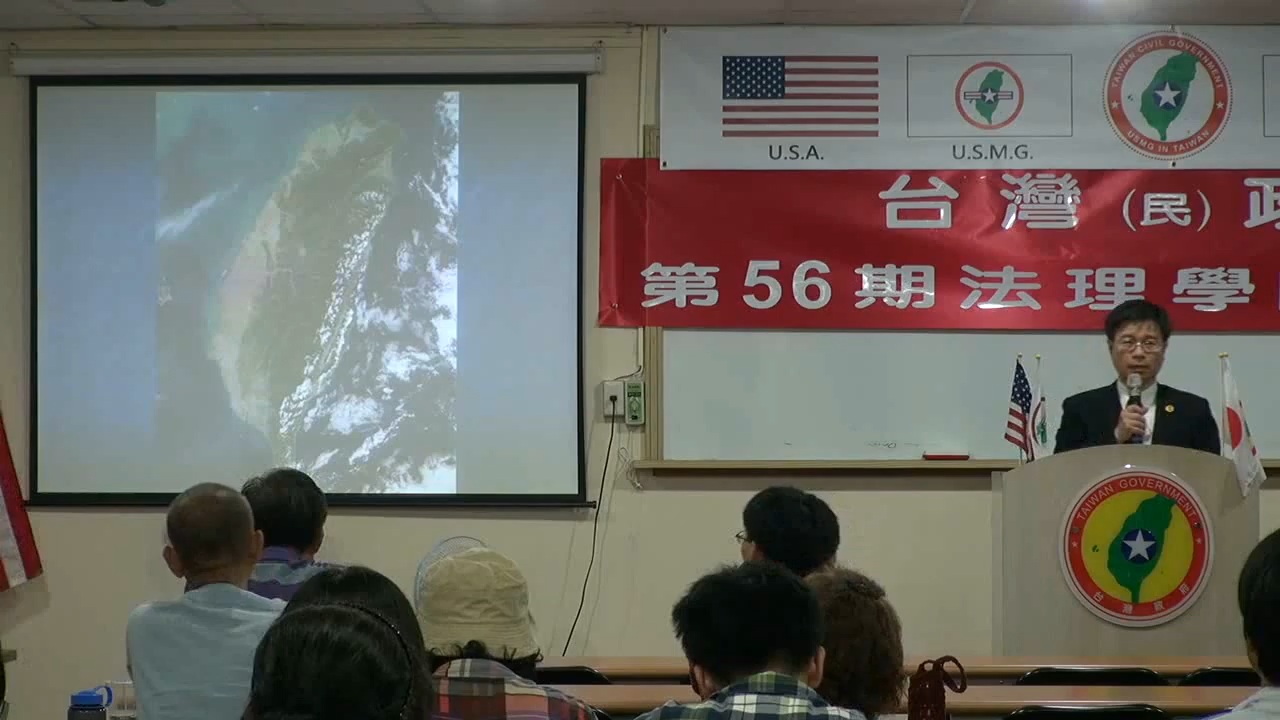 U.S.A.
U.S.M.G.
TAIWAN CIVIL GOVERNMENT
USMG IN TAIWAN
台灣(民)政
第56期法理學
TAIWAN GOVERNMENT
台灣政府